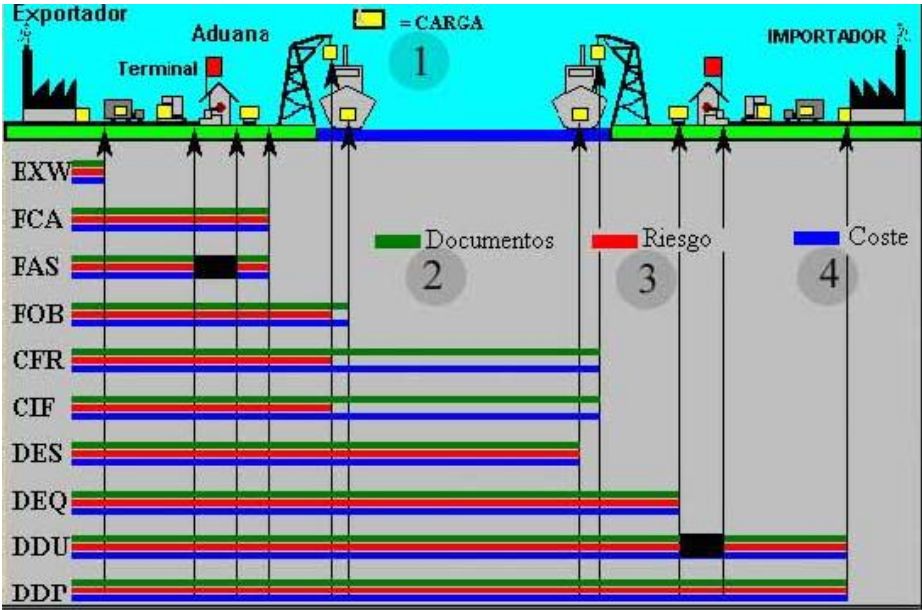 Exportador
Aduana
= CARGA
IMPORTADOR
Terminal
1
EXW
FCA
Documentos
Riesgo
Coste
FAS
2
3
4
FOB
CFR
CIF
DES
DEQ
DDU
DDP